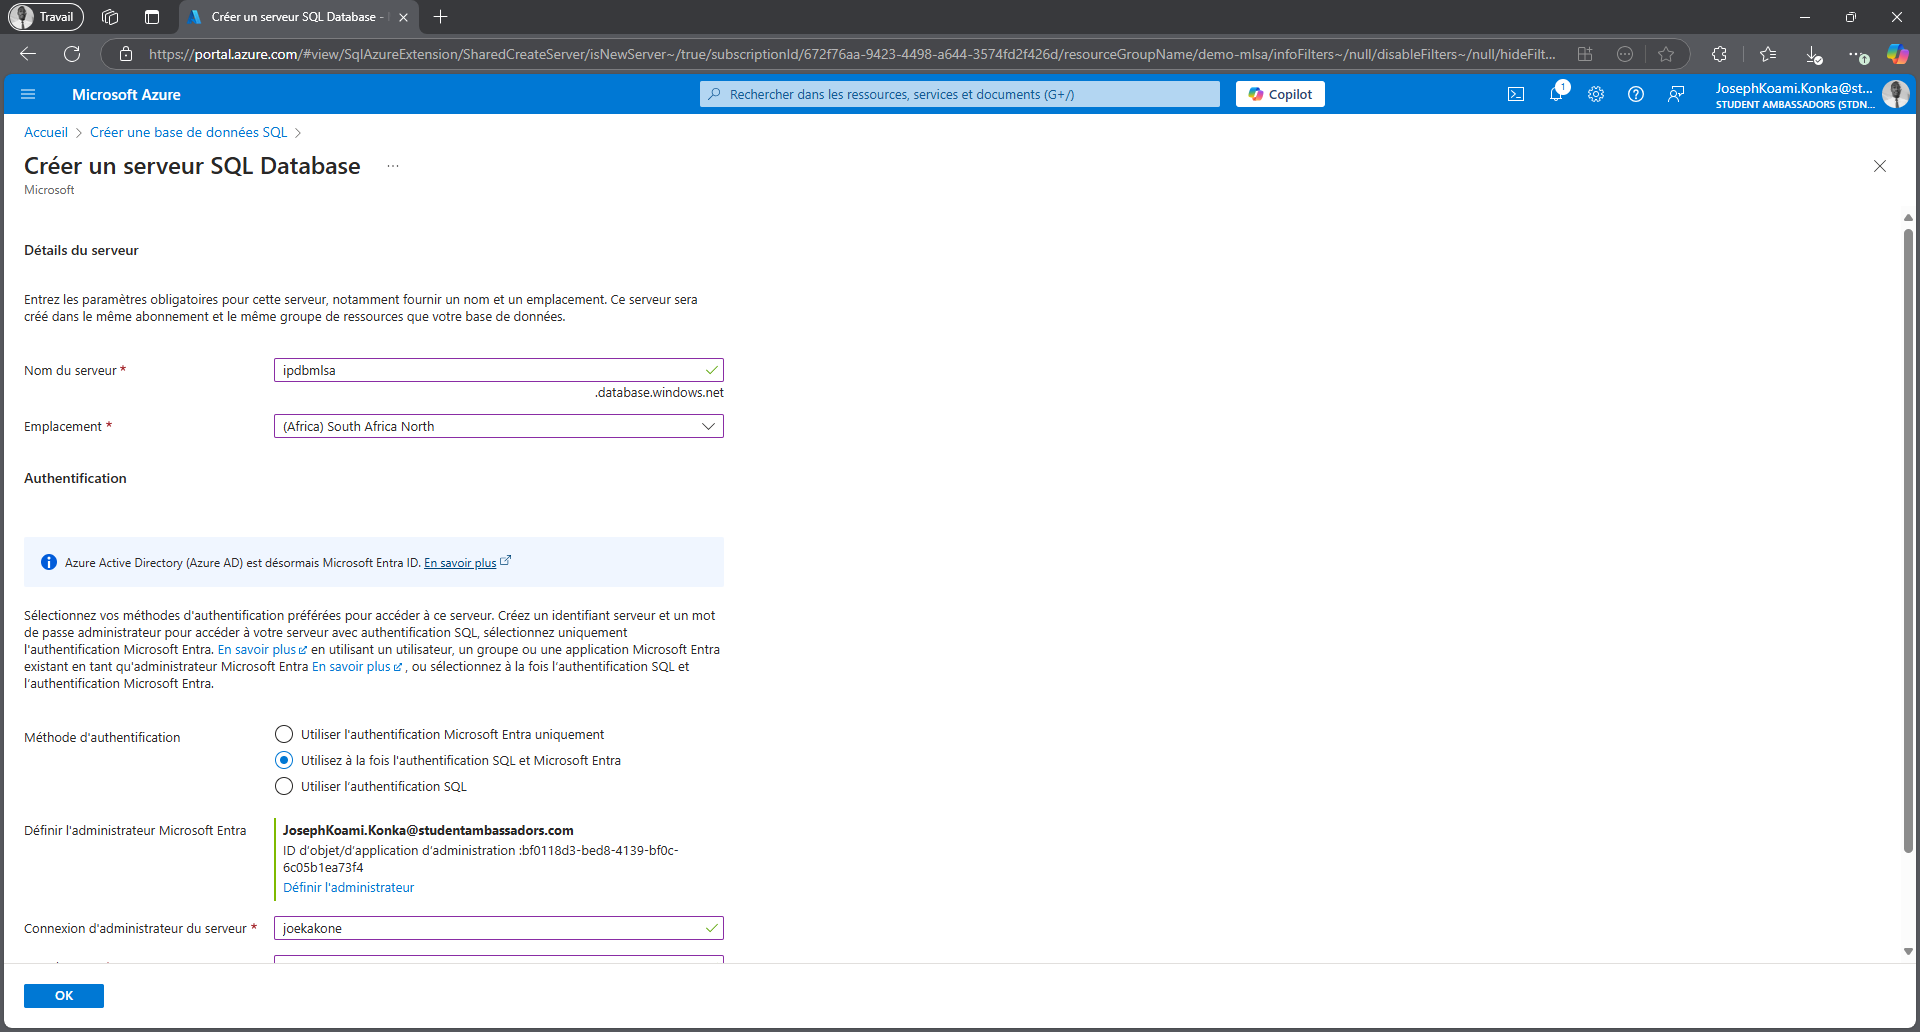 Travail
Créer un serveur SQL Database -
https://portal.azure.com/#view/SqlAzureExtension/SharedCreateServer/isNewServer~/true/subscriptionId/672f76aa-9423-4498-a644-3574fd2f426d/resourceGroupName/demo-mlsa/infoFilters~/null/disableFilters~/null/hideFilt...
Microsoft Azure
Rechercher dans les ressources, services et documents (G+/)
Copilot
1
JosephKoami.Konka@st...
STUDENT AMBASSADORS (STDN...
Accueil > Créer une base de données SQL >
Créer un serveur SQL Database ...
Microsoft
Détails du serveur
Entrez les paramètres obligatoires pour cette serveur, notamment fournir un nom et un emplacement. Ce serveur sera
créé dans le même abonnement et le même groupe de ressources que votre base de données.
Nom du serveur * ipdbmlsa
.database.windows.net
Emplacement * (Africa) South Africa North
Authentification
Azure Active Directory (Azure AD) est désormais Microsoft Entra ID. En savoir plus
Sélectionnez vos méthodes d'authentification préférées pour accéder à ce serveur. Créez un identifiant serveur et un mot
de passe administrateur pour accéder à votre serveur avec authentification SQL, sélectionnez uniquement
l'authentification Microsoft Entra. En savoir plus en utilisant un utilisateur, un groupe ou une application Microsoft Entra
existant en tant qu'administrateur Microsoft Entra En savoir plus , ou sélectionnez à la fois l'authentification SQL et
l'authentification Microsoft Entra.
Méthode d'authentification
Utiliser l'authentification Microsoft Entra uniquement
Utilisez à la fois l'authentification SQL et Microsoft Entra
Utiliser l'authentification SQL
Définir l'administrateur Microsoft Entra
JosephKoami.Konka@studentambassadors.com
ID d'objet/d'application d'administration :bf0118d3-bed8-4139-bf0c-
6c05b1ea73f4
Définir l'administrateur
Connexion d'administrateur du serveur * joekakone
OK